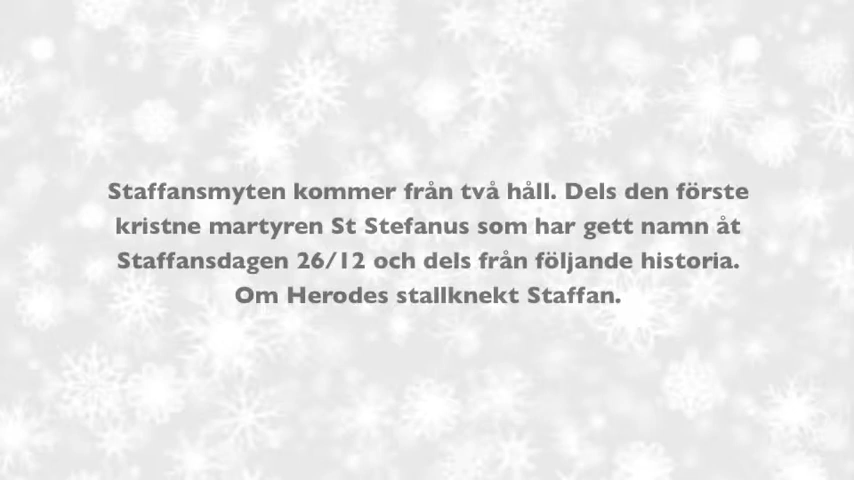 Staffansmyten kommer från två håll. Dels den förste
kristne martyren St Stefanus som har gett namn åt
Staffansdagen 26/12 och dels från följande historia.
Om Herodes stallknekt Staffan.